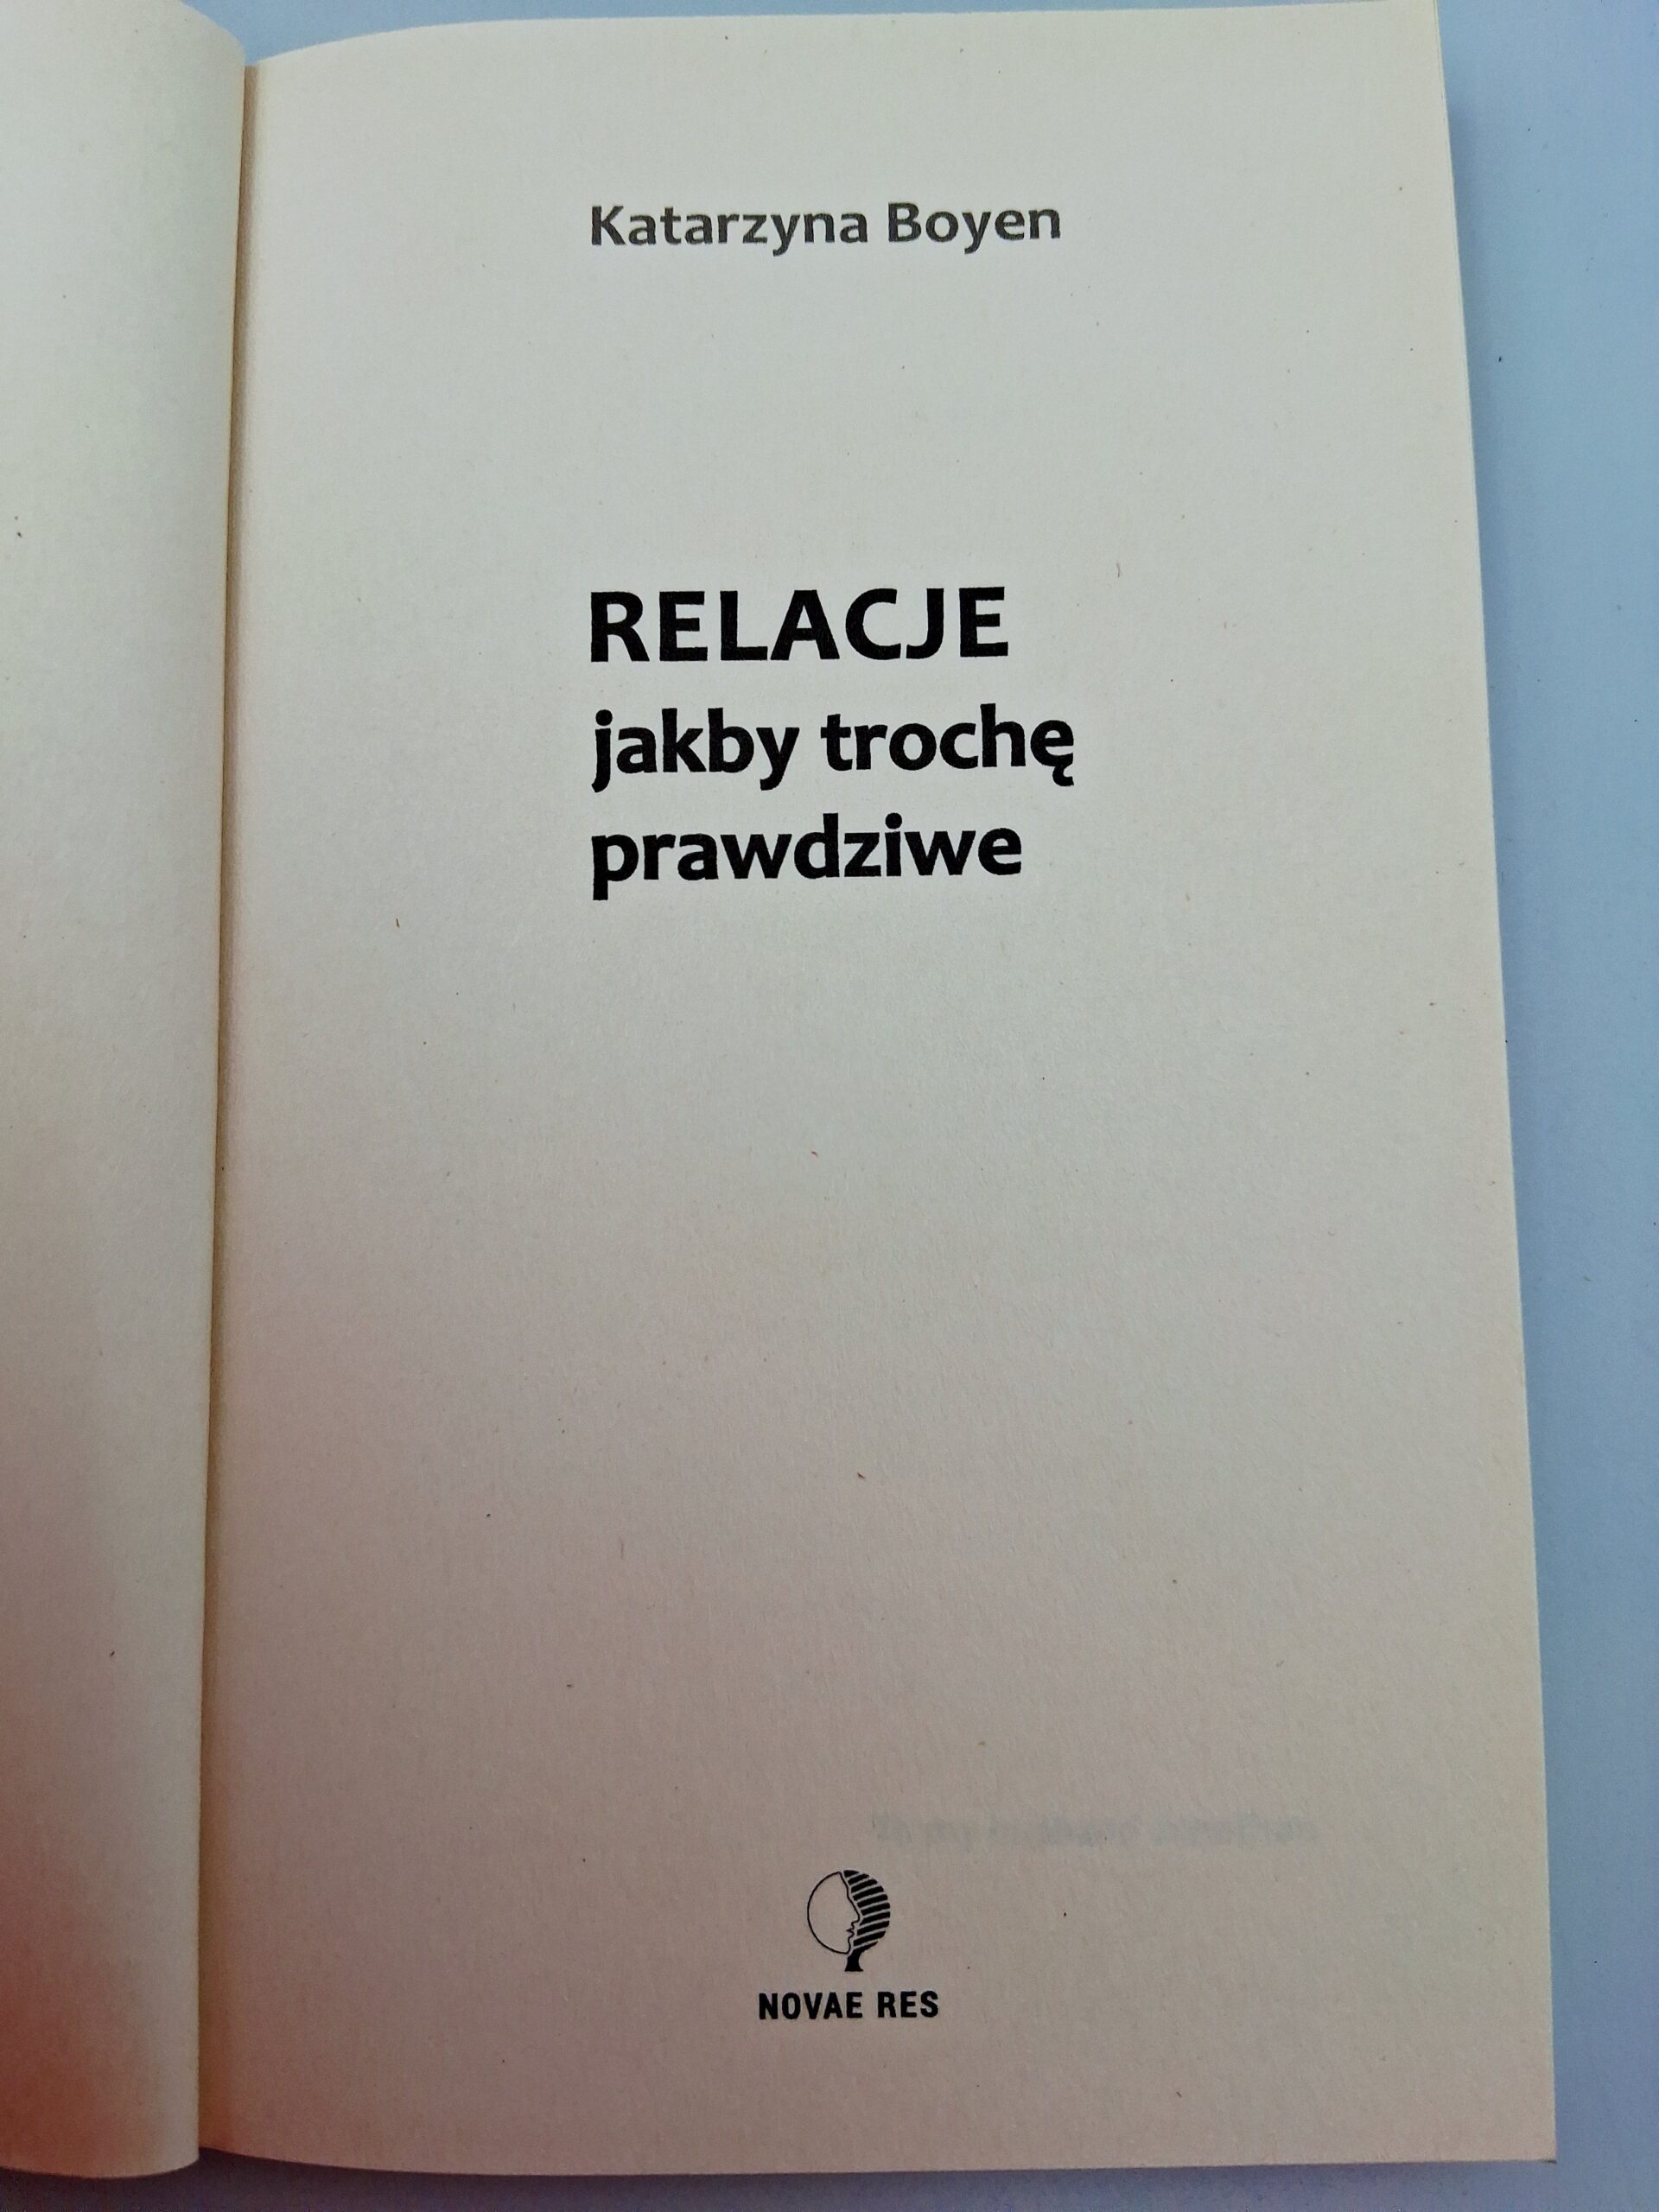 Katarzyna Boyen
RELACJE
jakby trochę
prawdziwe
NOVAE RES